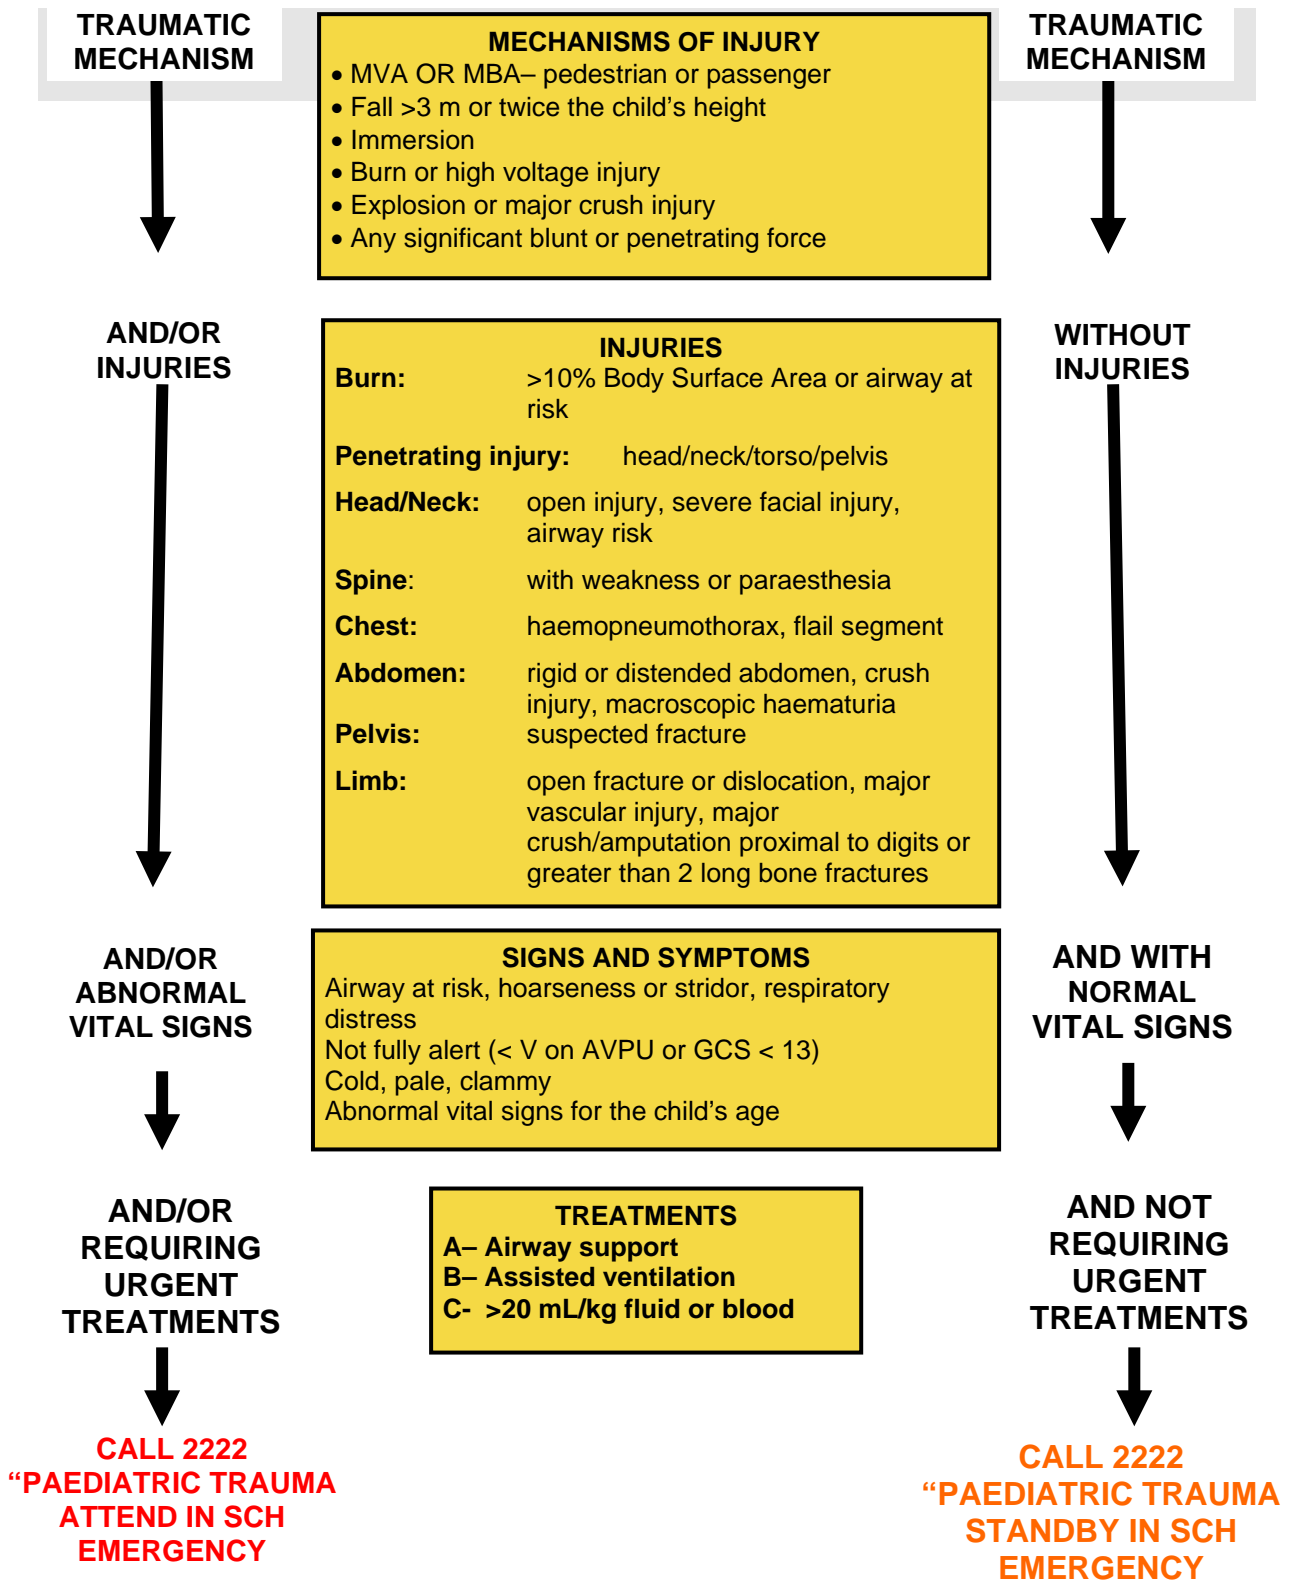 TRAUMATIC
MECHANISM
MECHANISMS OF INJURY
• MVA OR MBA– pedestrian or passenger
• Fall >3 m or twice the child’s height
• Immersion
• Burn or high voltage injury
• Explosion or major crush injury
• Any significant blunt or penetrating force
TRAUMATIC
MECHANISM
AND/OR
INJURIES
INJURIES
Burn: >10% Body Surface Area or airway at
risk
Penetrating injury: head/neck/torso/pelvis
Head/Neck: open injury, severe facial injury,
airway risk
Spine: with weakness or paraesthesia
Chest: haemopneumothorax, flail segment
Abdomen: rigid or distended abdomen, crush
injury, macroscopic haematuria
Pelvis: suspected fracture
Limb: open fracture or dislocation, major
vascular injury, major
crush/amputation proximal to digits or
greater than 2 long bone fractures
WITHOUT
INJURIES
AND/OR
ABNORMAL
VITAL SIGNS
SIGNS AND SYMPTOMS
Airway at risk, hoarseness or stridor, respiratory
distress
Not fully alert (< V on AVPU or GCS < 13)
Cold, pale, clammy
Abnormal vital signs for the child’s age
AND WITH
NORMAL
VITAL SIGNS
AND/OR
REQUIRING
URGENT
TREATMENTS
TREATMENTS
A– Airway support
B– Assisted ventilation
C- >20 mL/kg fluid or blood
AND NOT
REQUIRING
URGENT
TREATMENTS
CALL 2222
“PAEDIATRIC TRAUMA
ATTEND IN SCH
EMERGENCY
CALL 2222
“PAEDIATRIC TRAUMA
STANDBY IN SCH
EMERGENCY